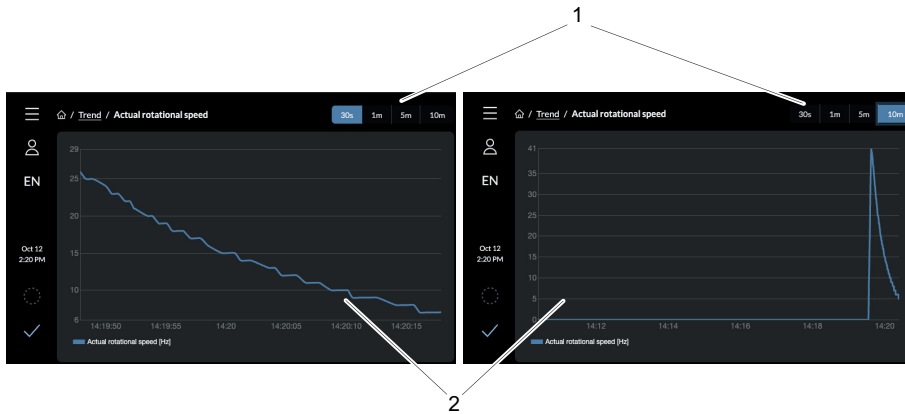 1
/ Trend / Actual rotational speed
30s 1m 5m 10m
EN
Oct 12
2:20 PM
29
25
20
15
10
6
14:19:50 14:19:55 14:20 14:20:05 14:20:10 14:20:15
Actual rotational speed [Hz]
/ Trend / Actual rotational speed
30s 1m 5m 10m
EN
Oct 12
2:20 PM
41
35
30
25
20
15
10
5
0
14:12 14:14 14:16 14:18 14:20
Actual rotational speed [Hz]
2